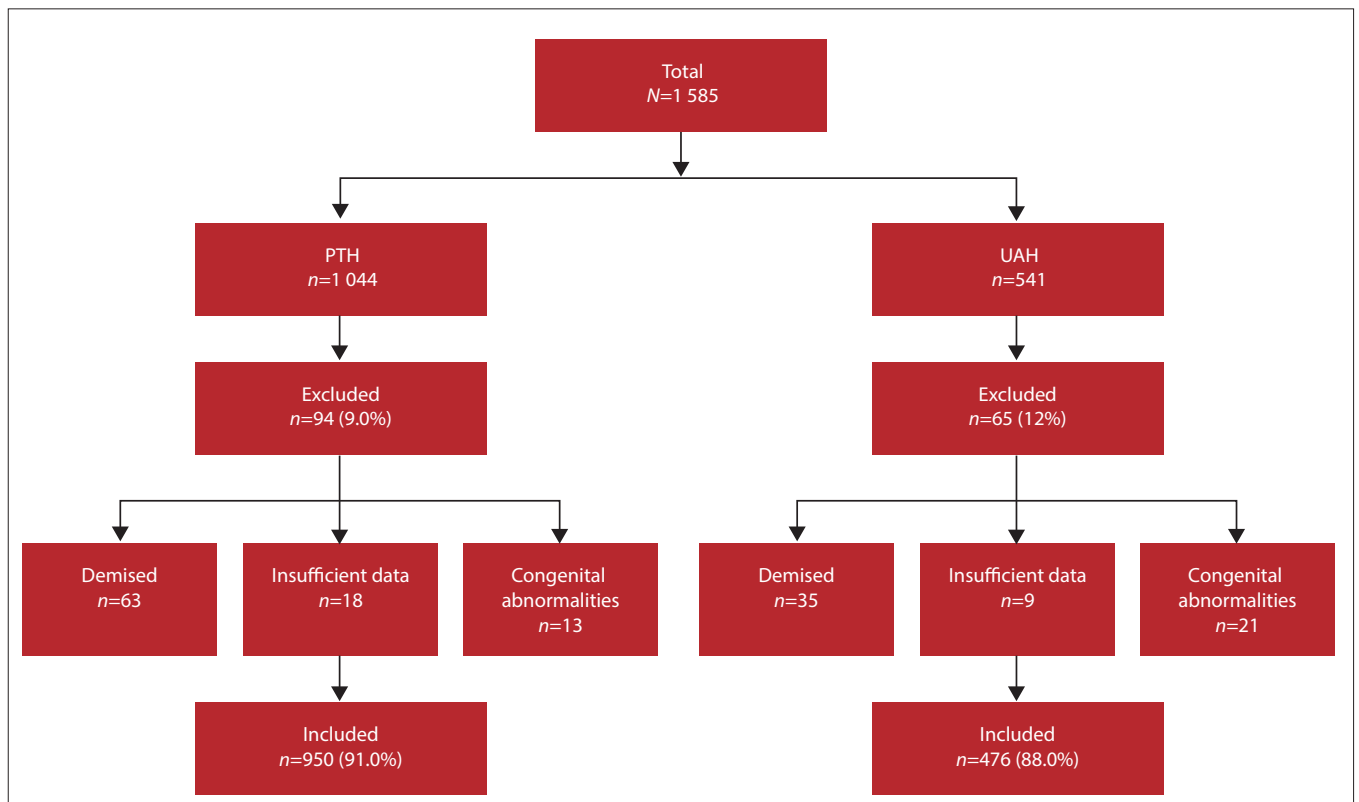 Total
N=1 585
PTH
n=1 044
UAH
n=541
Excluded
n=94 (9.0%)
Excluded
n=65 (12%)
Demised
n=63
Insufficient data
n=18
Congenital
abnormalities
n=13
Demised
n=35
Insufficient data
n=9
Congenital
abnormalities
n=21
Included
n=950 (91.0%)
Included
n=476 (88.0%)